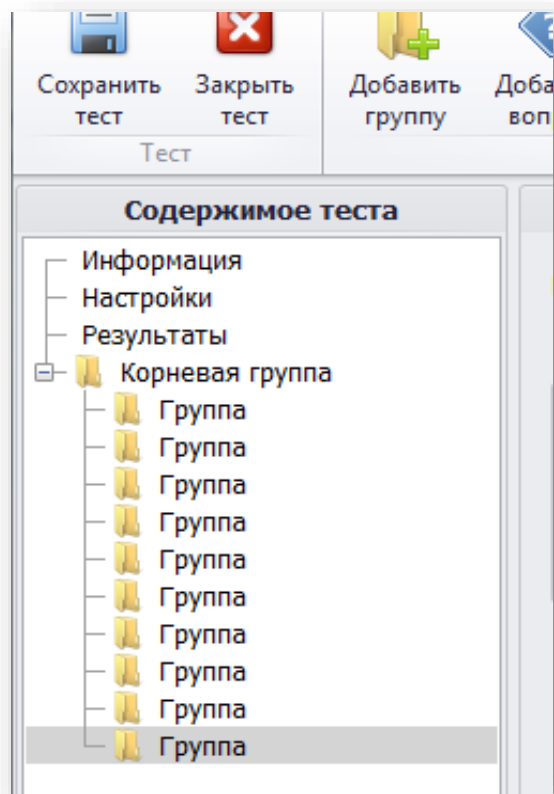 Сохранить
тест
Закрыть
тест
Добавить
группу
Тест
Содержимое теста
Информация
Настройки
Результаты
Корневая группа
Группа
Группа
Группа
Группа
Группа
Группа
Группа
Группа
Группа
Группа